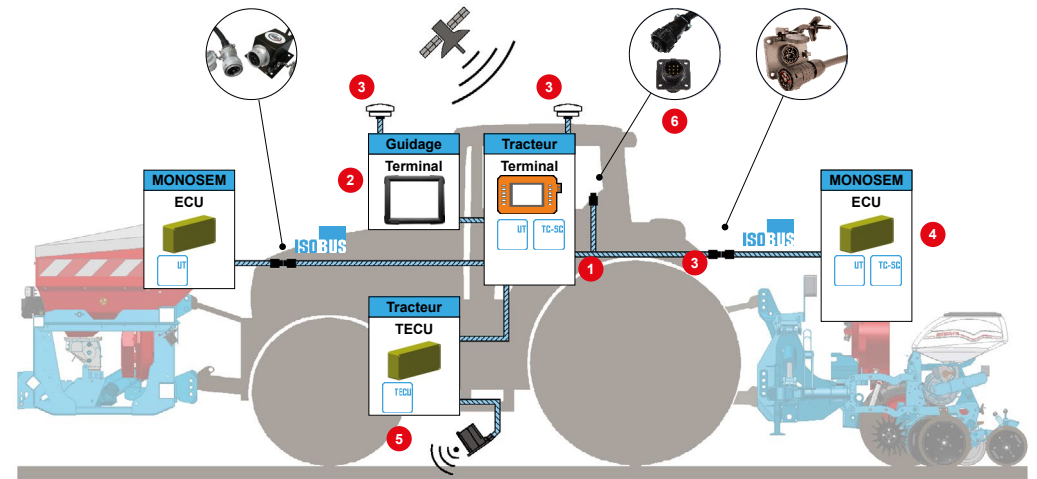 3
3
6
Guidage
Terminal
2
Tracteur
Terminal
UT
TC-SC
MONOSEM
ECU
UT
ISOBUS
ISOBUS
MONOSEM
ECU
UT
TC-SC
4
1
3
Tracteur
TECU
TECU
5